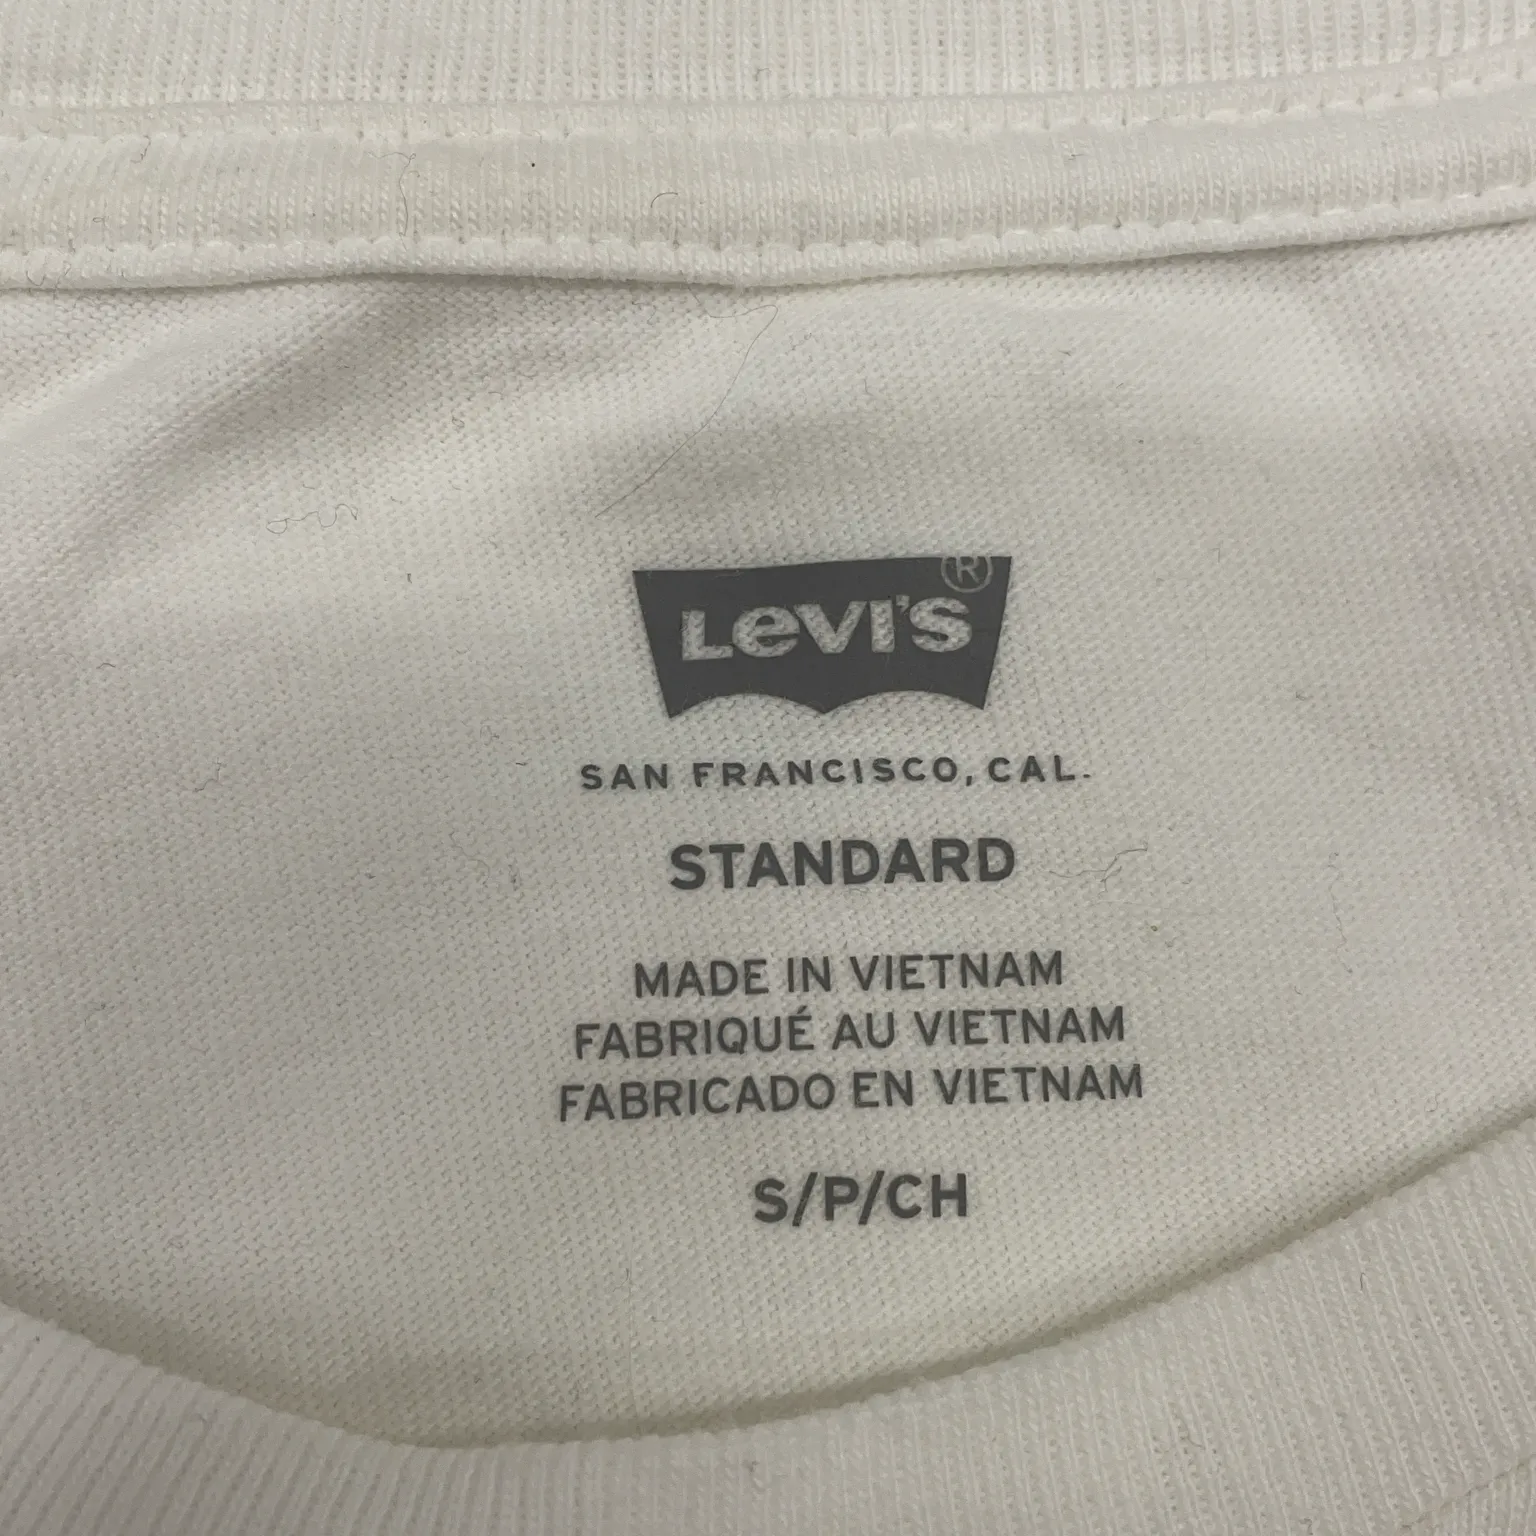 Levi's®
SAN FRANCISCO, CAL.
STANDARD
MADE IN VIETNAM
FABRIQUÉ AU VIETNAM
FABRICADO EN VIETNAM
S/P/CH